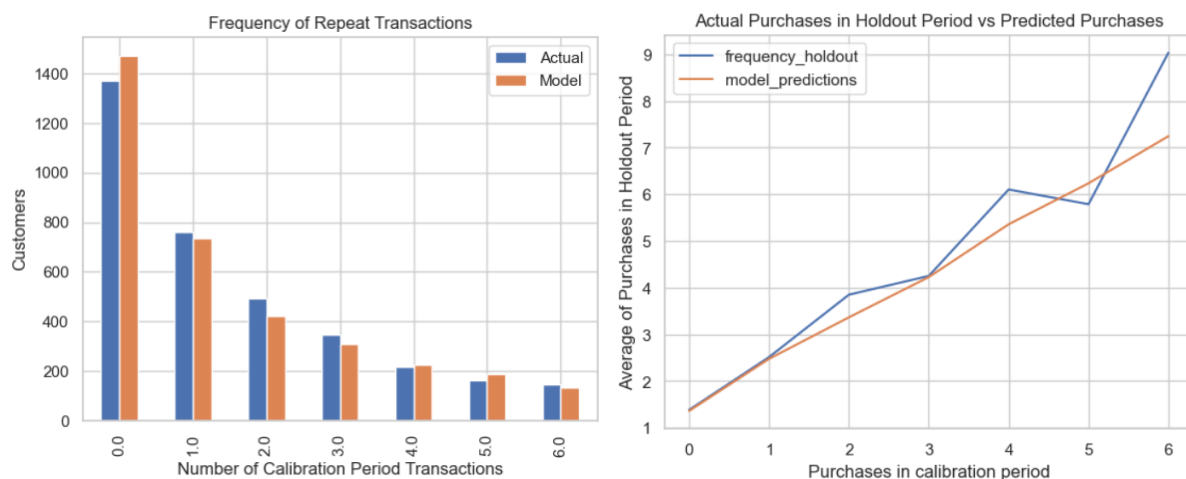 Frequency of Repeat Transactions
Actual
Model
1400
1200
1000
800
600
400
200
0
Customers
0.0
1.0
2.0
3.0
4.0
5.0
6.0
Number of Calibration Period Transactions
Actual Purchases in Holdout Period vs Predicted Purchases
frequency_holdout
model_predictions
9
8
7
6
5
4
3
2
1
Average of Purchases in Holdout Period
0 1 2 3 4 5 6
Purchases in calibration period